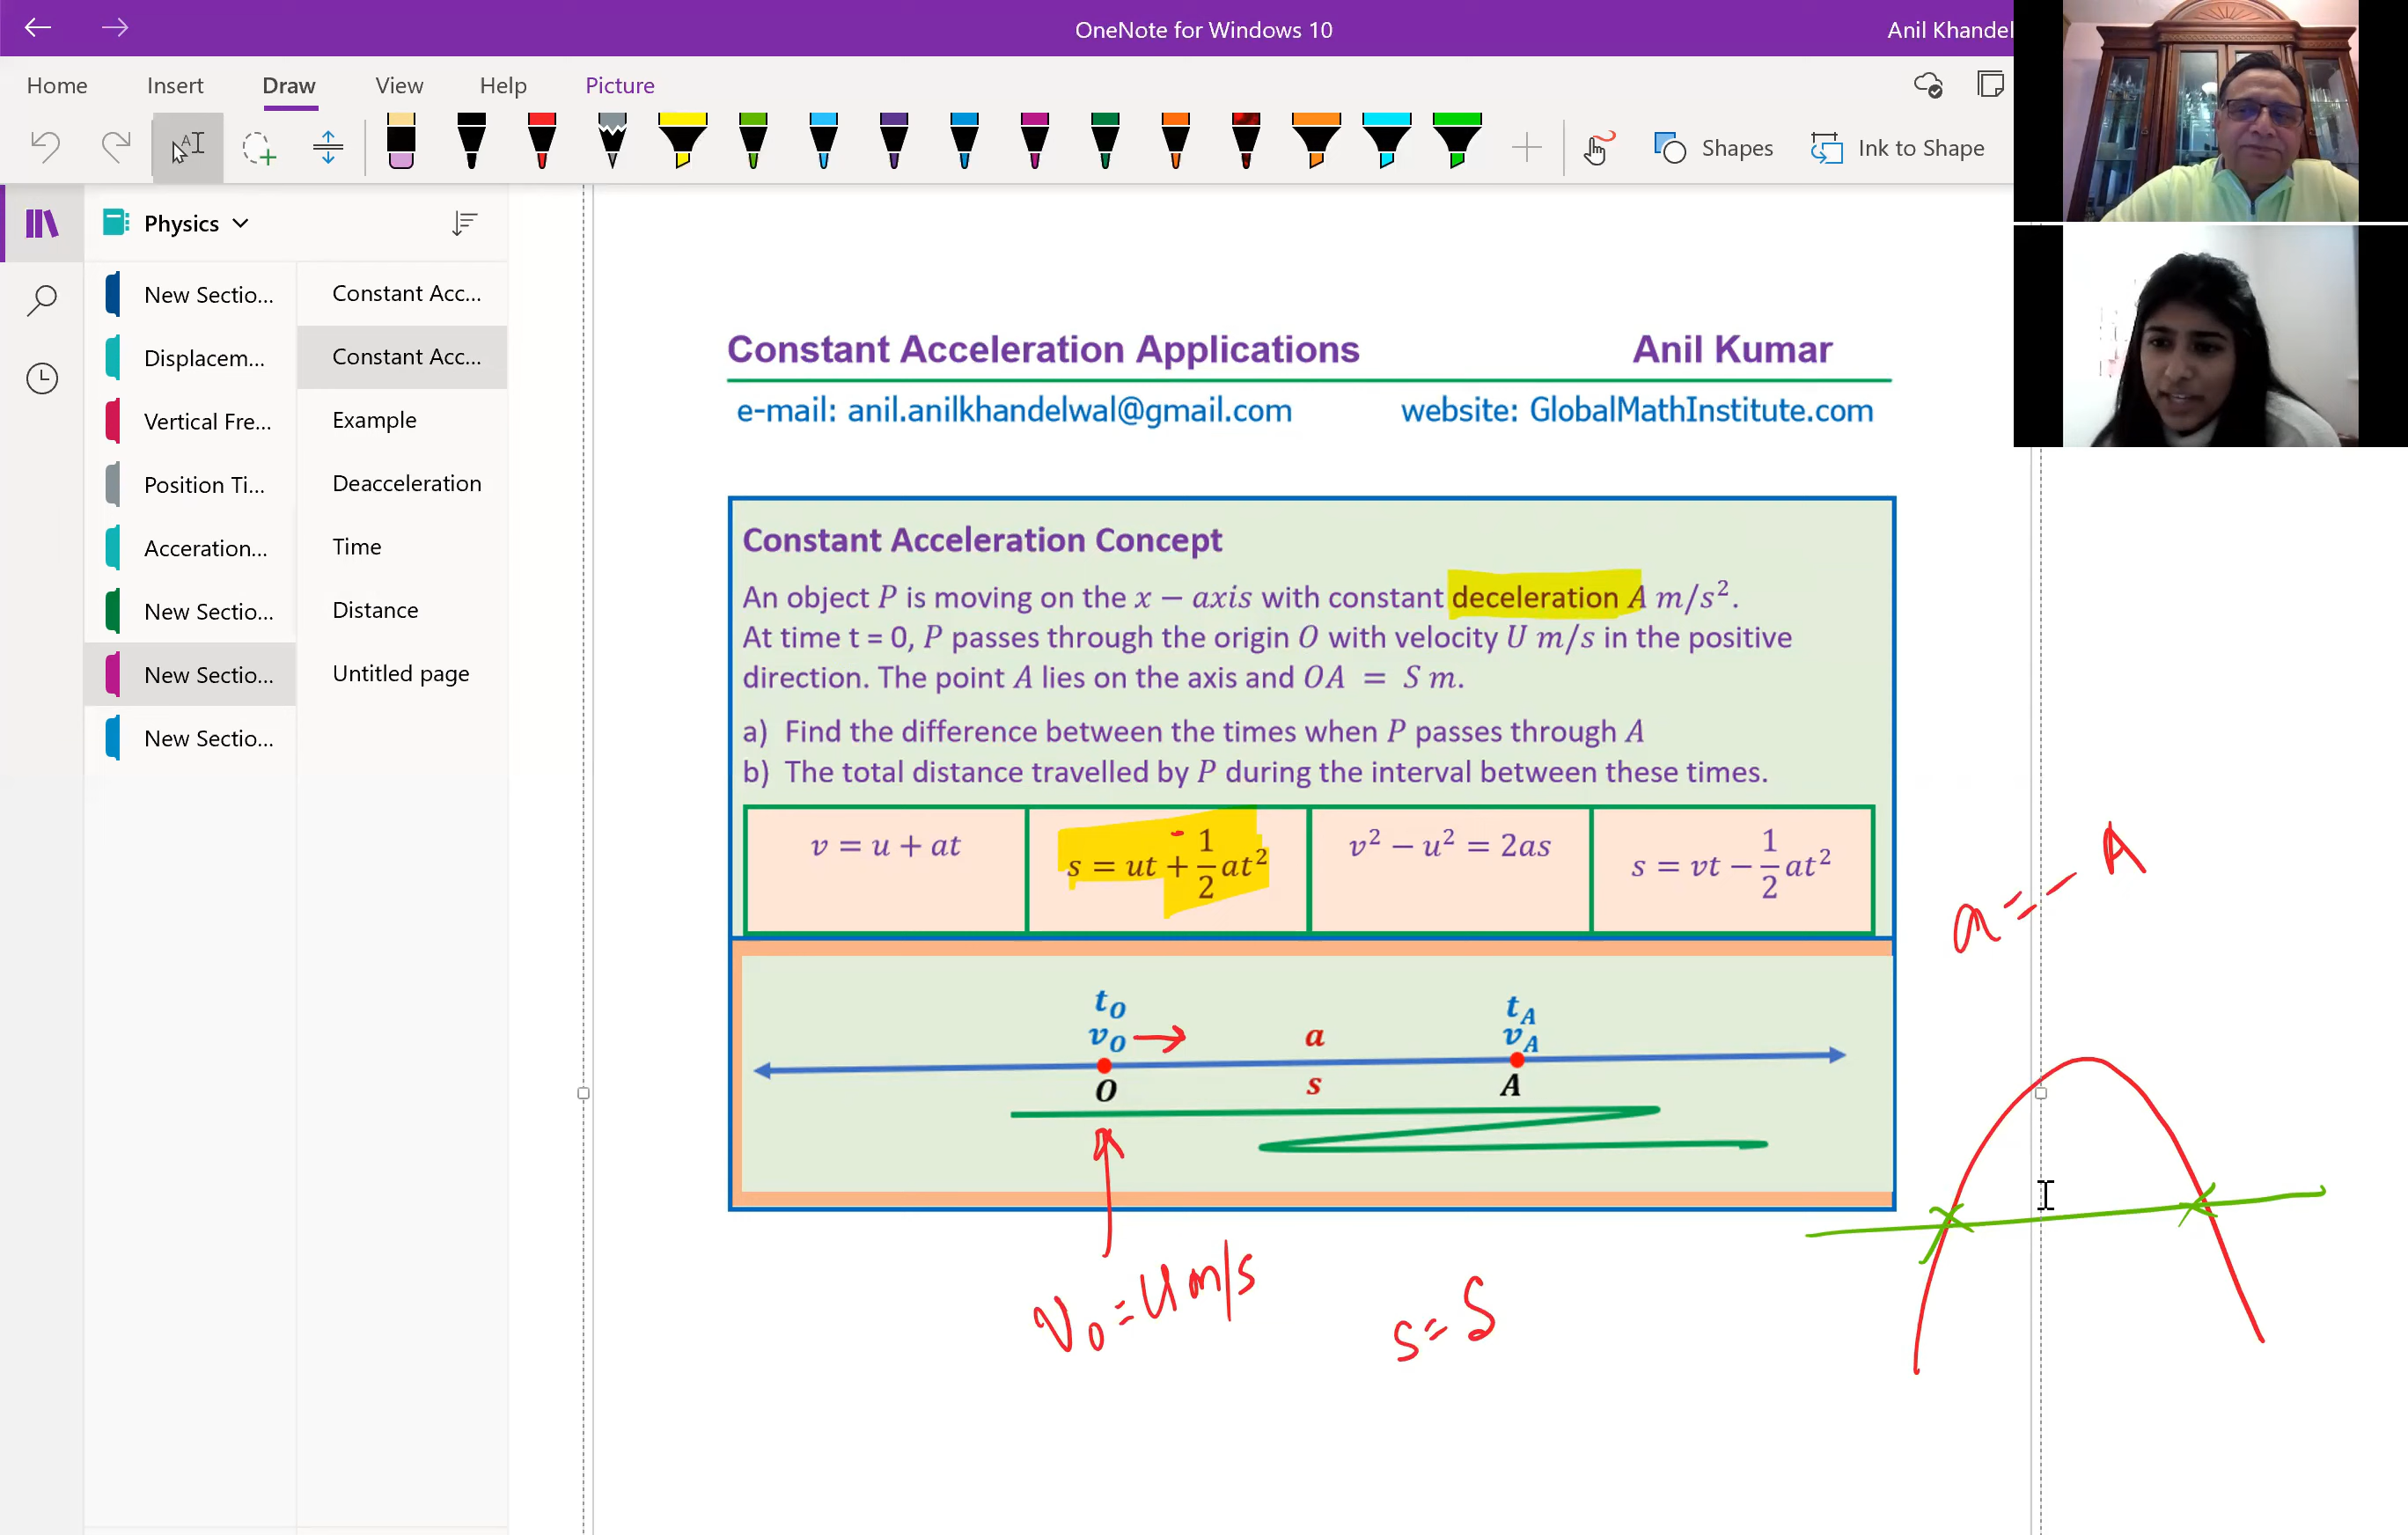 OneNote for Windows 10
Anil Khandel
Home Insert Draw View Help Picture
Shapes Ink to Shape
Physics
New Sectio...
Displacem...
Vertical Fre...
Position Ti...
Acceration...
New Sectio...
New Sectio...
New Sectio...
Constant Acc...
Constant Acc...
Example
Deacceleration
Time
Distance
Untitled page
Constant Acceleration Applications Anil Kumar
e-mail: anil.anilkhandelwal@gmail.com website: GlobalMathInstitute.com
Constant Acceleration Concept
An object P is moving on the x − axis with constant deceleration A m/s².
At time t = 0, P passes through the origin O with velocity U m/s in the positive
direction. The point A lies on the axis and OA = S m.
a) Find the difference between the times when P passes through A
b) The total distance travelled by P during the interval between these times.
v = u + at
s = ut + 1/2 at²
v² − u² = 2as
s = vt − 1/2 at²
a = - A
t_O a t_A
v_O v_A
O s A
V_0 = U m/s
s = S